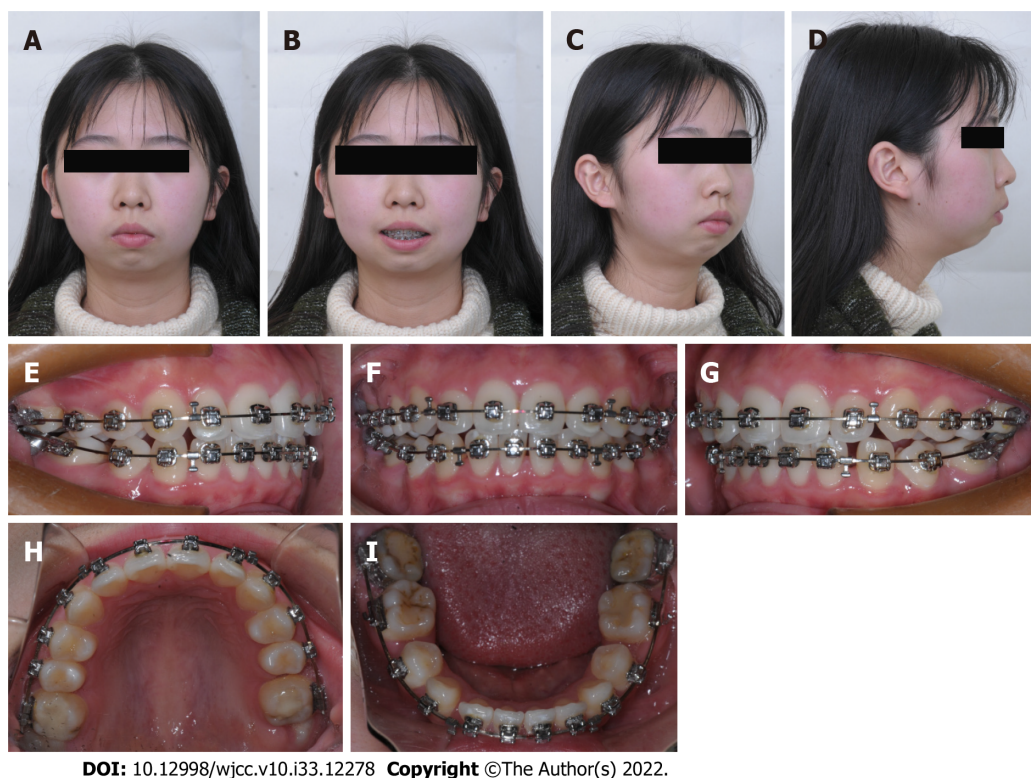 A
B
C
D
E
F
G
H
I
DOI: 10.12998/wjcc.v10.i33.12278 Copyright ©The Author(s) 2022.